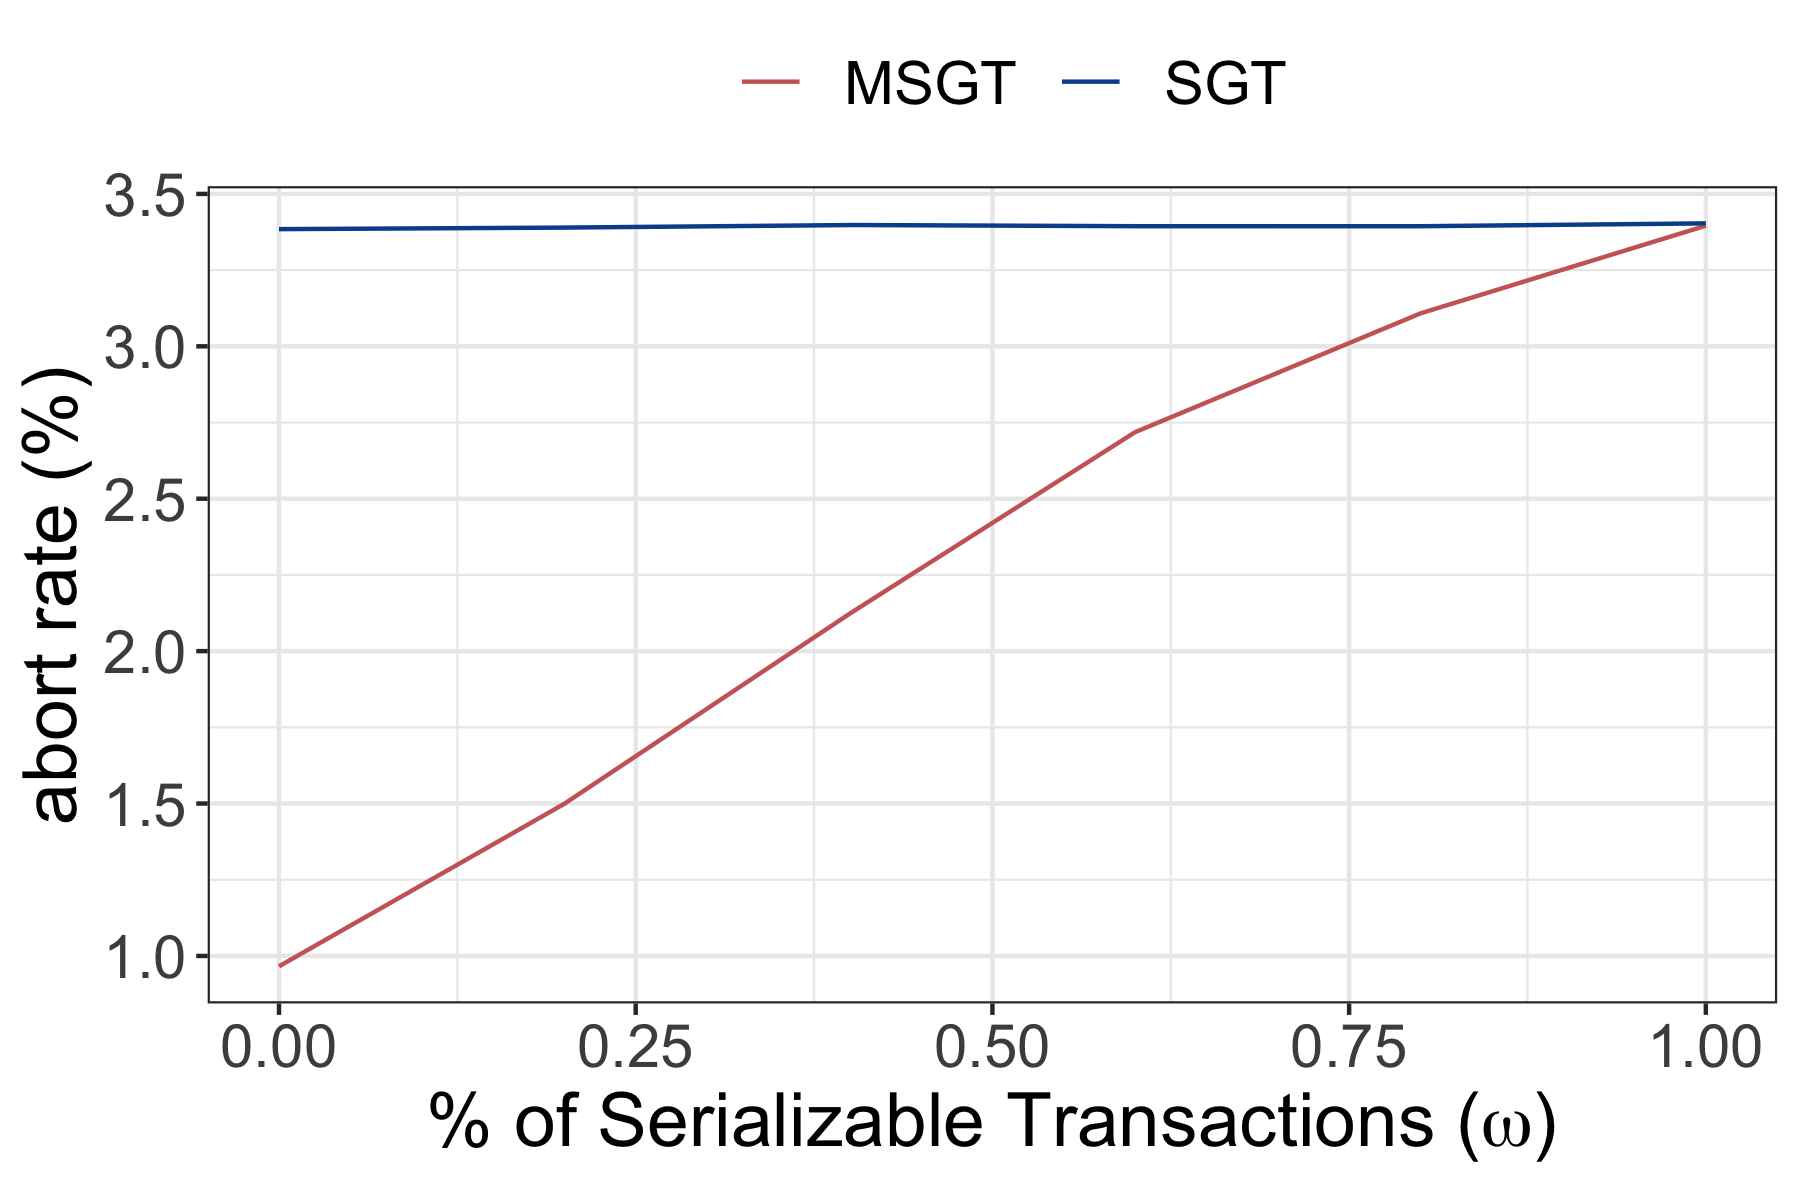 MSGT SGT
3.5
3.0
2.5
2.0
1.5
1.0
abort rate (%)
0.00 0.25 0.50 0.75 1.00
% of Serializable Transactions (ω)